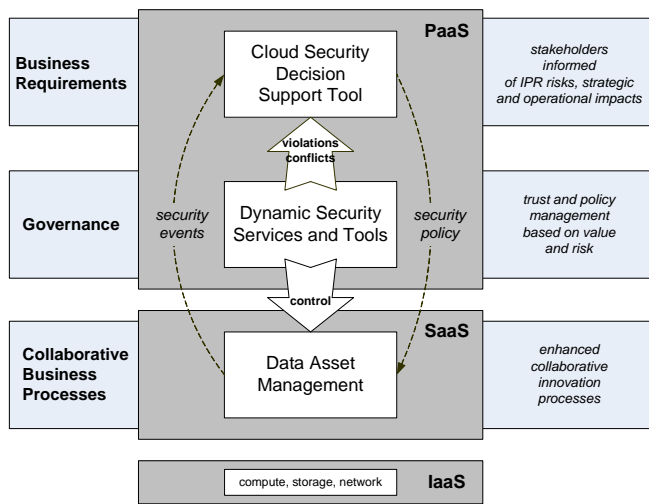 PaaS
Business
Requirements
Cloud Security
Decision
Support Tool
stakeholders
informed
of IPR risks, strategic
and operational impacts
violations
conflicts
Governance
security
events
Dynamic Security
Services and Tools
security
policy
trust and policy
management
based on value
and risk
control
SaaS
Collaborative
Business
Processes
Data Asset
Management
enhanced
collaborative
innovation
processes
IaaS
compute, storage, network